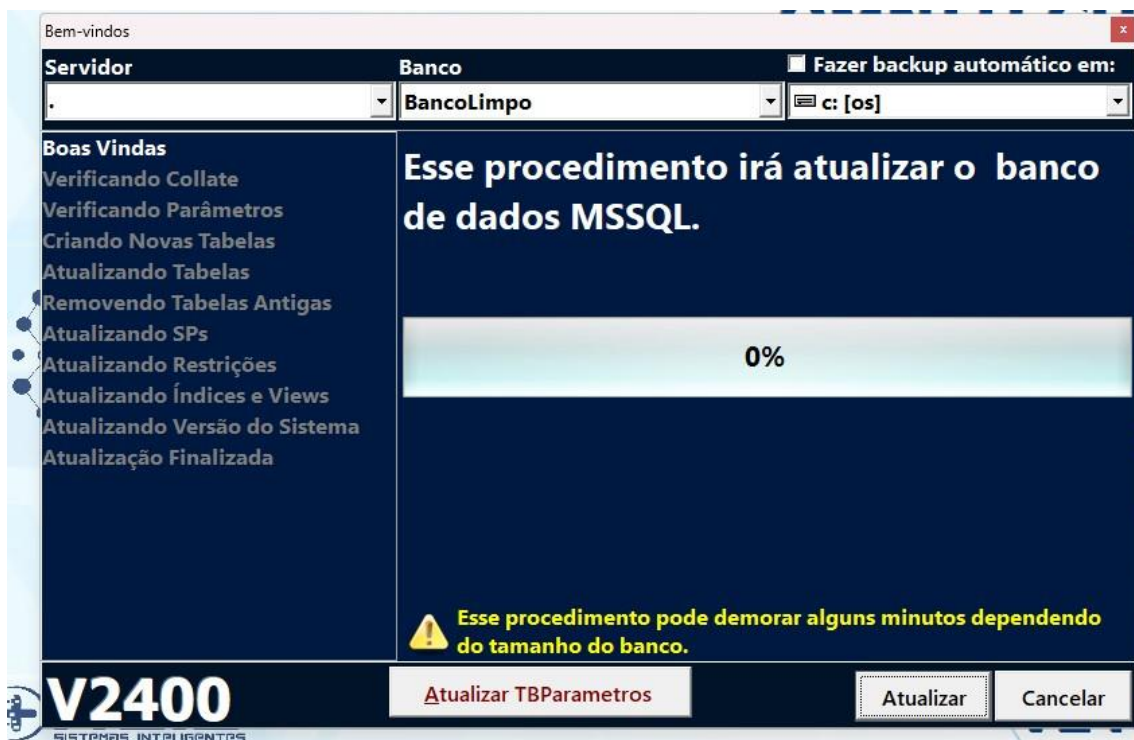 Bem-vindos
x
Servidor
Banco
Fazer backup automático em:
.
BancoLimpo
c: [os]
Boas Vindas
Verificando Collate
Verificando Parâmetros
Criando Novas Tabelas
Atualizando Tabelas
Removendo Tabelas Antigas
Atualizando SPs
Atualizando Restrições
Atualizando Índices e Views
Atualizando Versão do Sistema
Atualização Finalizada
Esse procedimento irá atualizar o banco
de dados MSSQL.
0%
Esse procedimento pode demorar alguns minutos dependendo
do tamanho do banco.
V2400
Atualizar TBParametros
Atualizar
Cancelar
SISTEMAS INTELIGENTES